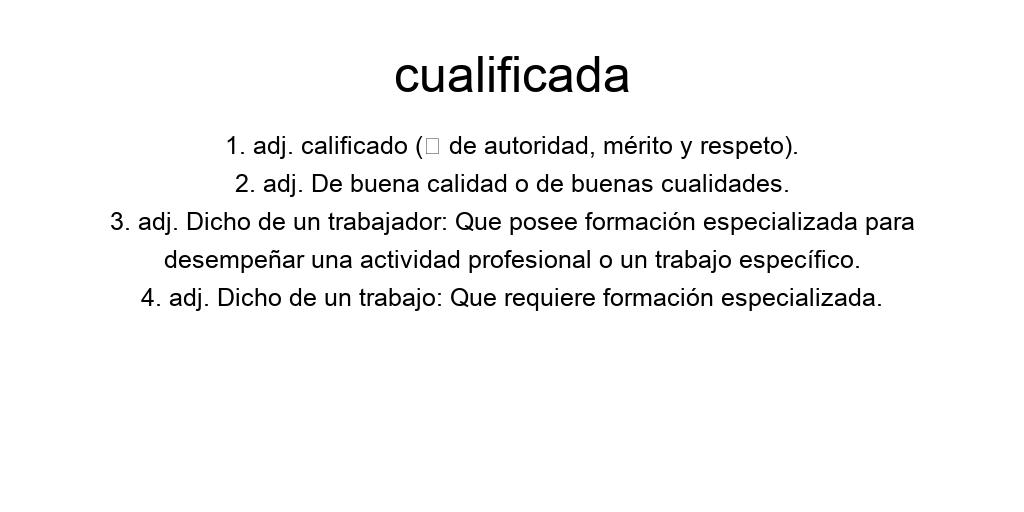 cualificada
1. adj. calificado (□ de autoridad, mérito y respeto).
2. adj. De buena calidad o de buenas cualidades.
3. adj. Dicho de un trabajador: Que posee formación especializada para
desempeñar una actividad profesional o un trabajo específico.
4. adj. Dicho de un trabajo: Que requiere formación especializada.